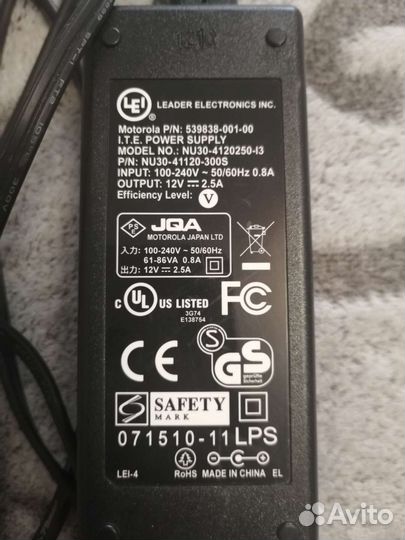 LEI
®
LEADER ELECTRONICS INC.
Motorola P/N: 539838-001-00
I.T.E. POWER SUPPLY
MODEL NO.: NU30-4120250-I3
P/N: NU30-41120-300S
INPUT: 100-240V ~ 50/60Hz 0.8A
OUTPUT: 12V ⎓ 2.5A
Efficiency Level: V
PSE
JQA
MOTOROLA JAPAN LTD
入力: 100-240V ~ 50/60Hz
61-86VA 0.8A
出力: 12V ⎓ 2.5A
c UL US LISTED
®
3G74
E138754
FC
CE
S
GS
geprüfte
Sicherheit
SAFETY
MARK
071510-11 LPS
LEI-4
RoHS MADE IN CHINA EL
Avito